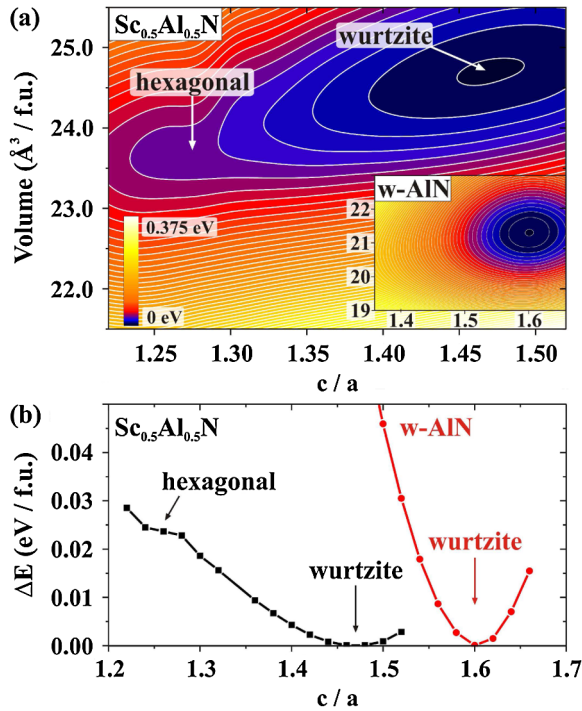 (a)
Sc0.5Al0.5N
wurtzite
hexagonal
25.0
24.0
23.0
22.0
Volume (Å³ / f.u.)
0.375 eV
0 eV
w-AlN
22
21
20
19
1.4 1.5 1.6
1.25 1.30 1.35 1.40 1.45 1.50
c / a
(b)
Sc0.5Al0.5N
w-AlN
hexagonal
wurtzite
wurtzite
0.04
0.03
0.02
0.01
0.00
ΔE (eV / f.u.)
1.2 1.3 1.4 1.5 1.6 1.7
c / a